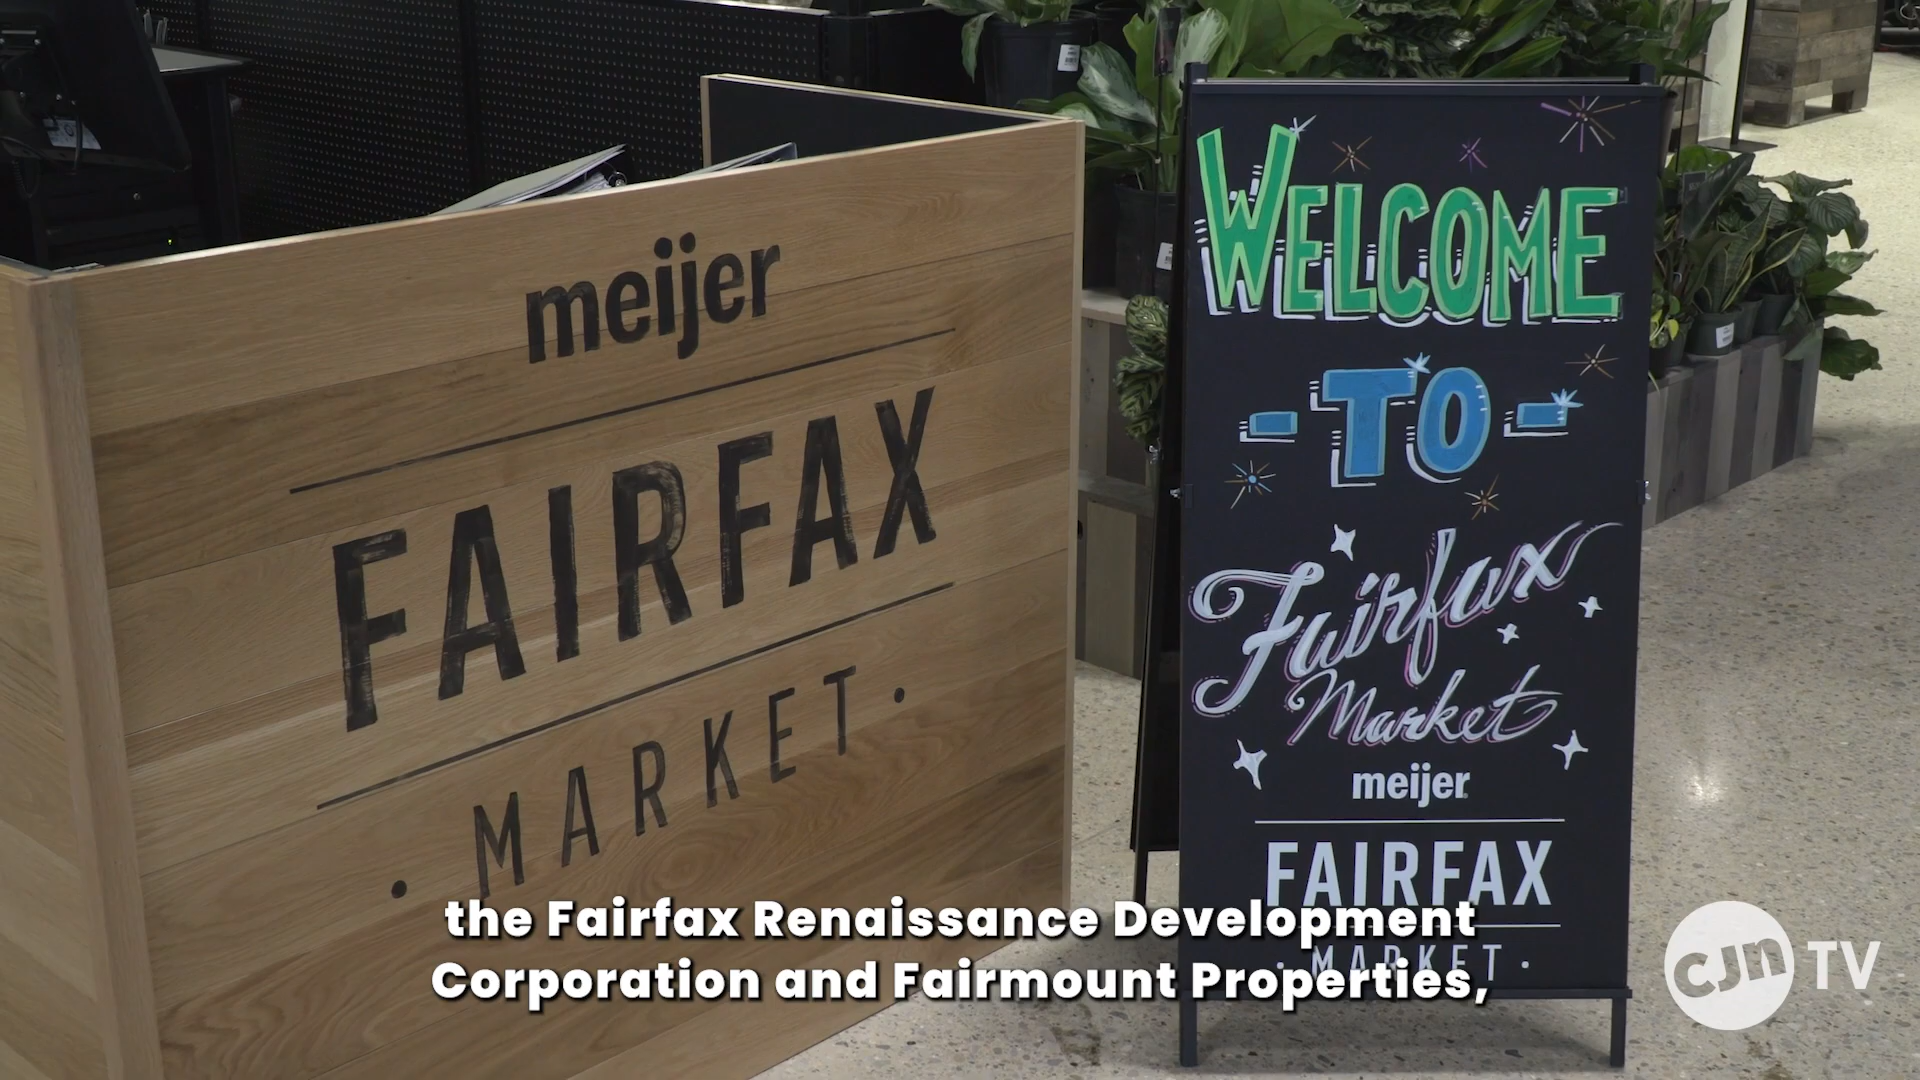 meijer
FAIRFAX
• MARKET •
WELCOME
- TO -
Fairfax
Market
meijer
FAIRFAX
• MARKET •
the Fairfax Renaissance Development
Corporation and Fairmount Properties,
CJN TV